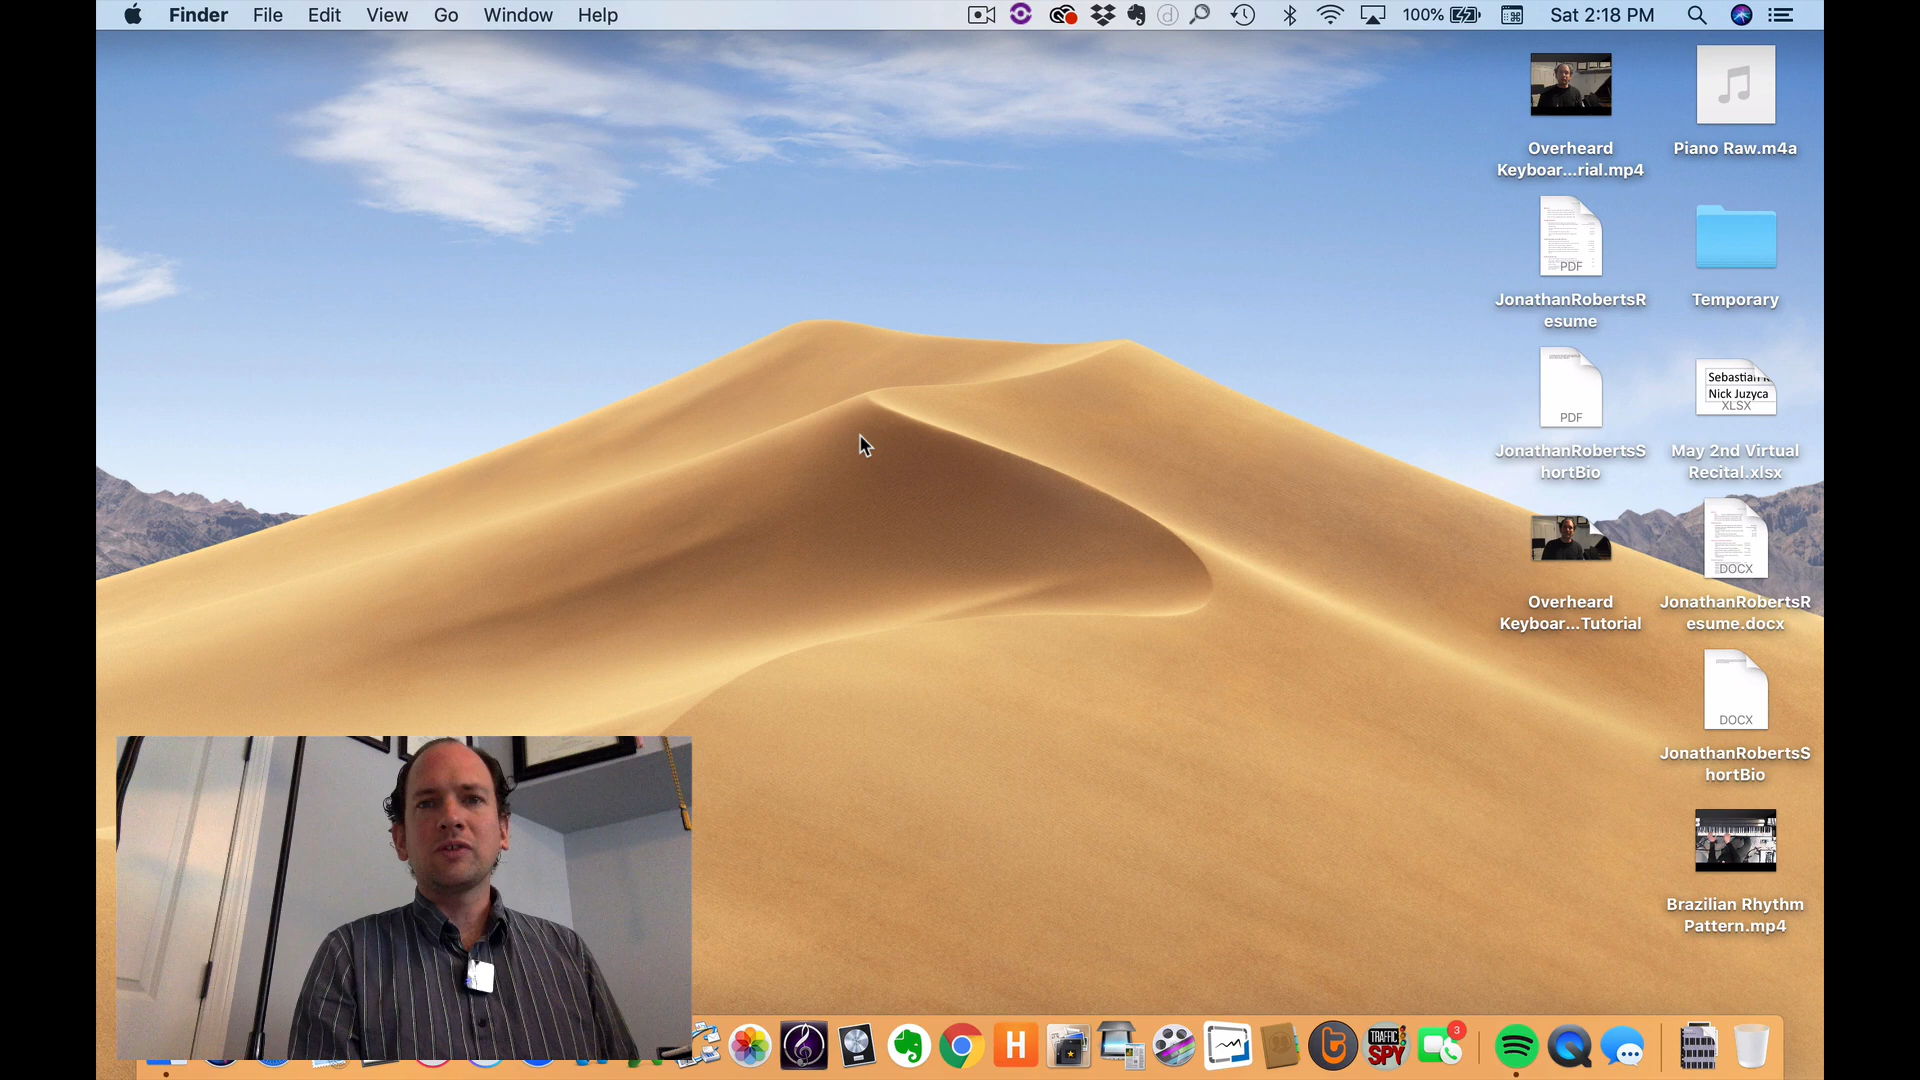 Finder File Edit View Go Window Help 100% Sat 2:18 PM
Overheard
Keyboar...rial.mp4
Piano Raw.m4a
PDF
JonathanRobertsR
esume
Temporary
PDF
JonathanRobertsS
hortBio
Sebastian
Nick Juzyca
XLSX
May 2nd Virtual
Recital.xlsx
Overheard
Keyboar...Tutorial
DOCX
JonathanRobertsR
esume.docx
DOCX
JonathanRobertsS
hortBio
Brazilian Rhythm
Pattern.mp4
H
TRAFFIC
SPY
3